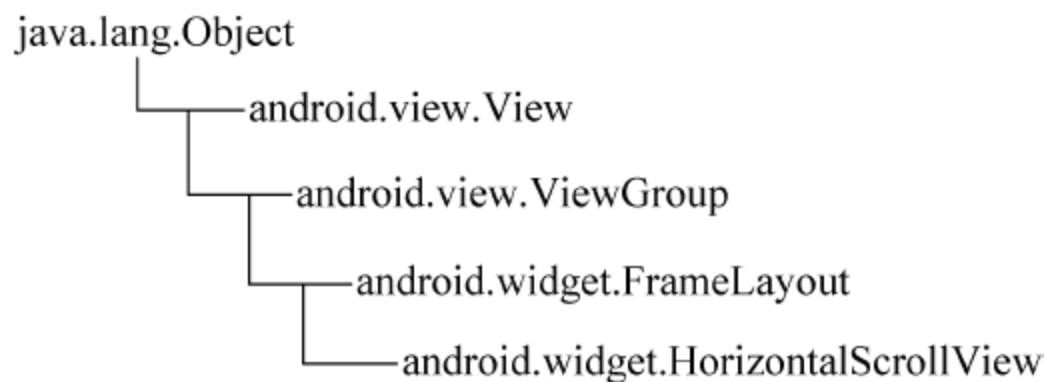 java.lang.Object
android.view.View
android.view.ViewGroup
android.widget.FrameLayout
android.widget.HorizontalScrollView